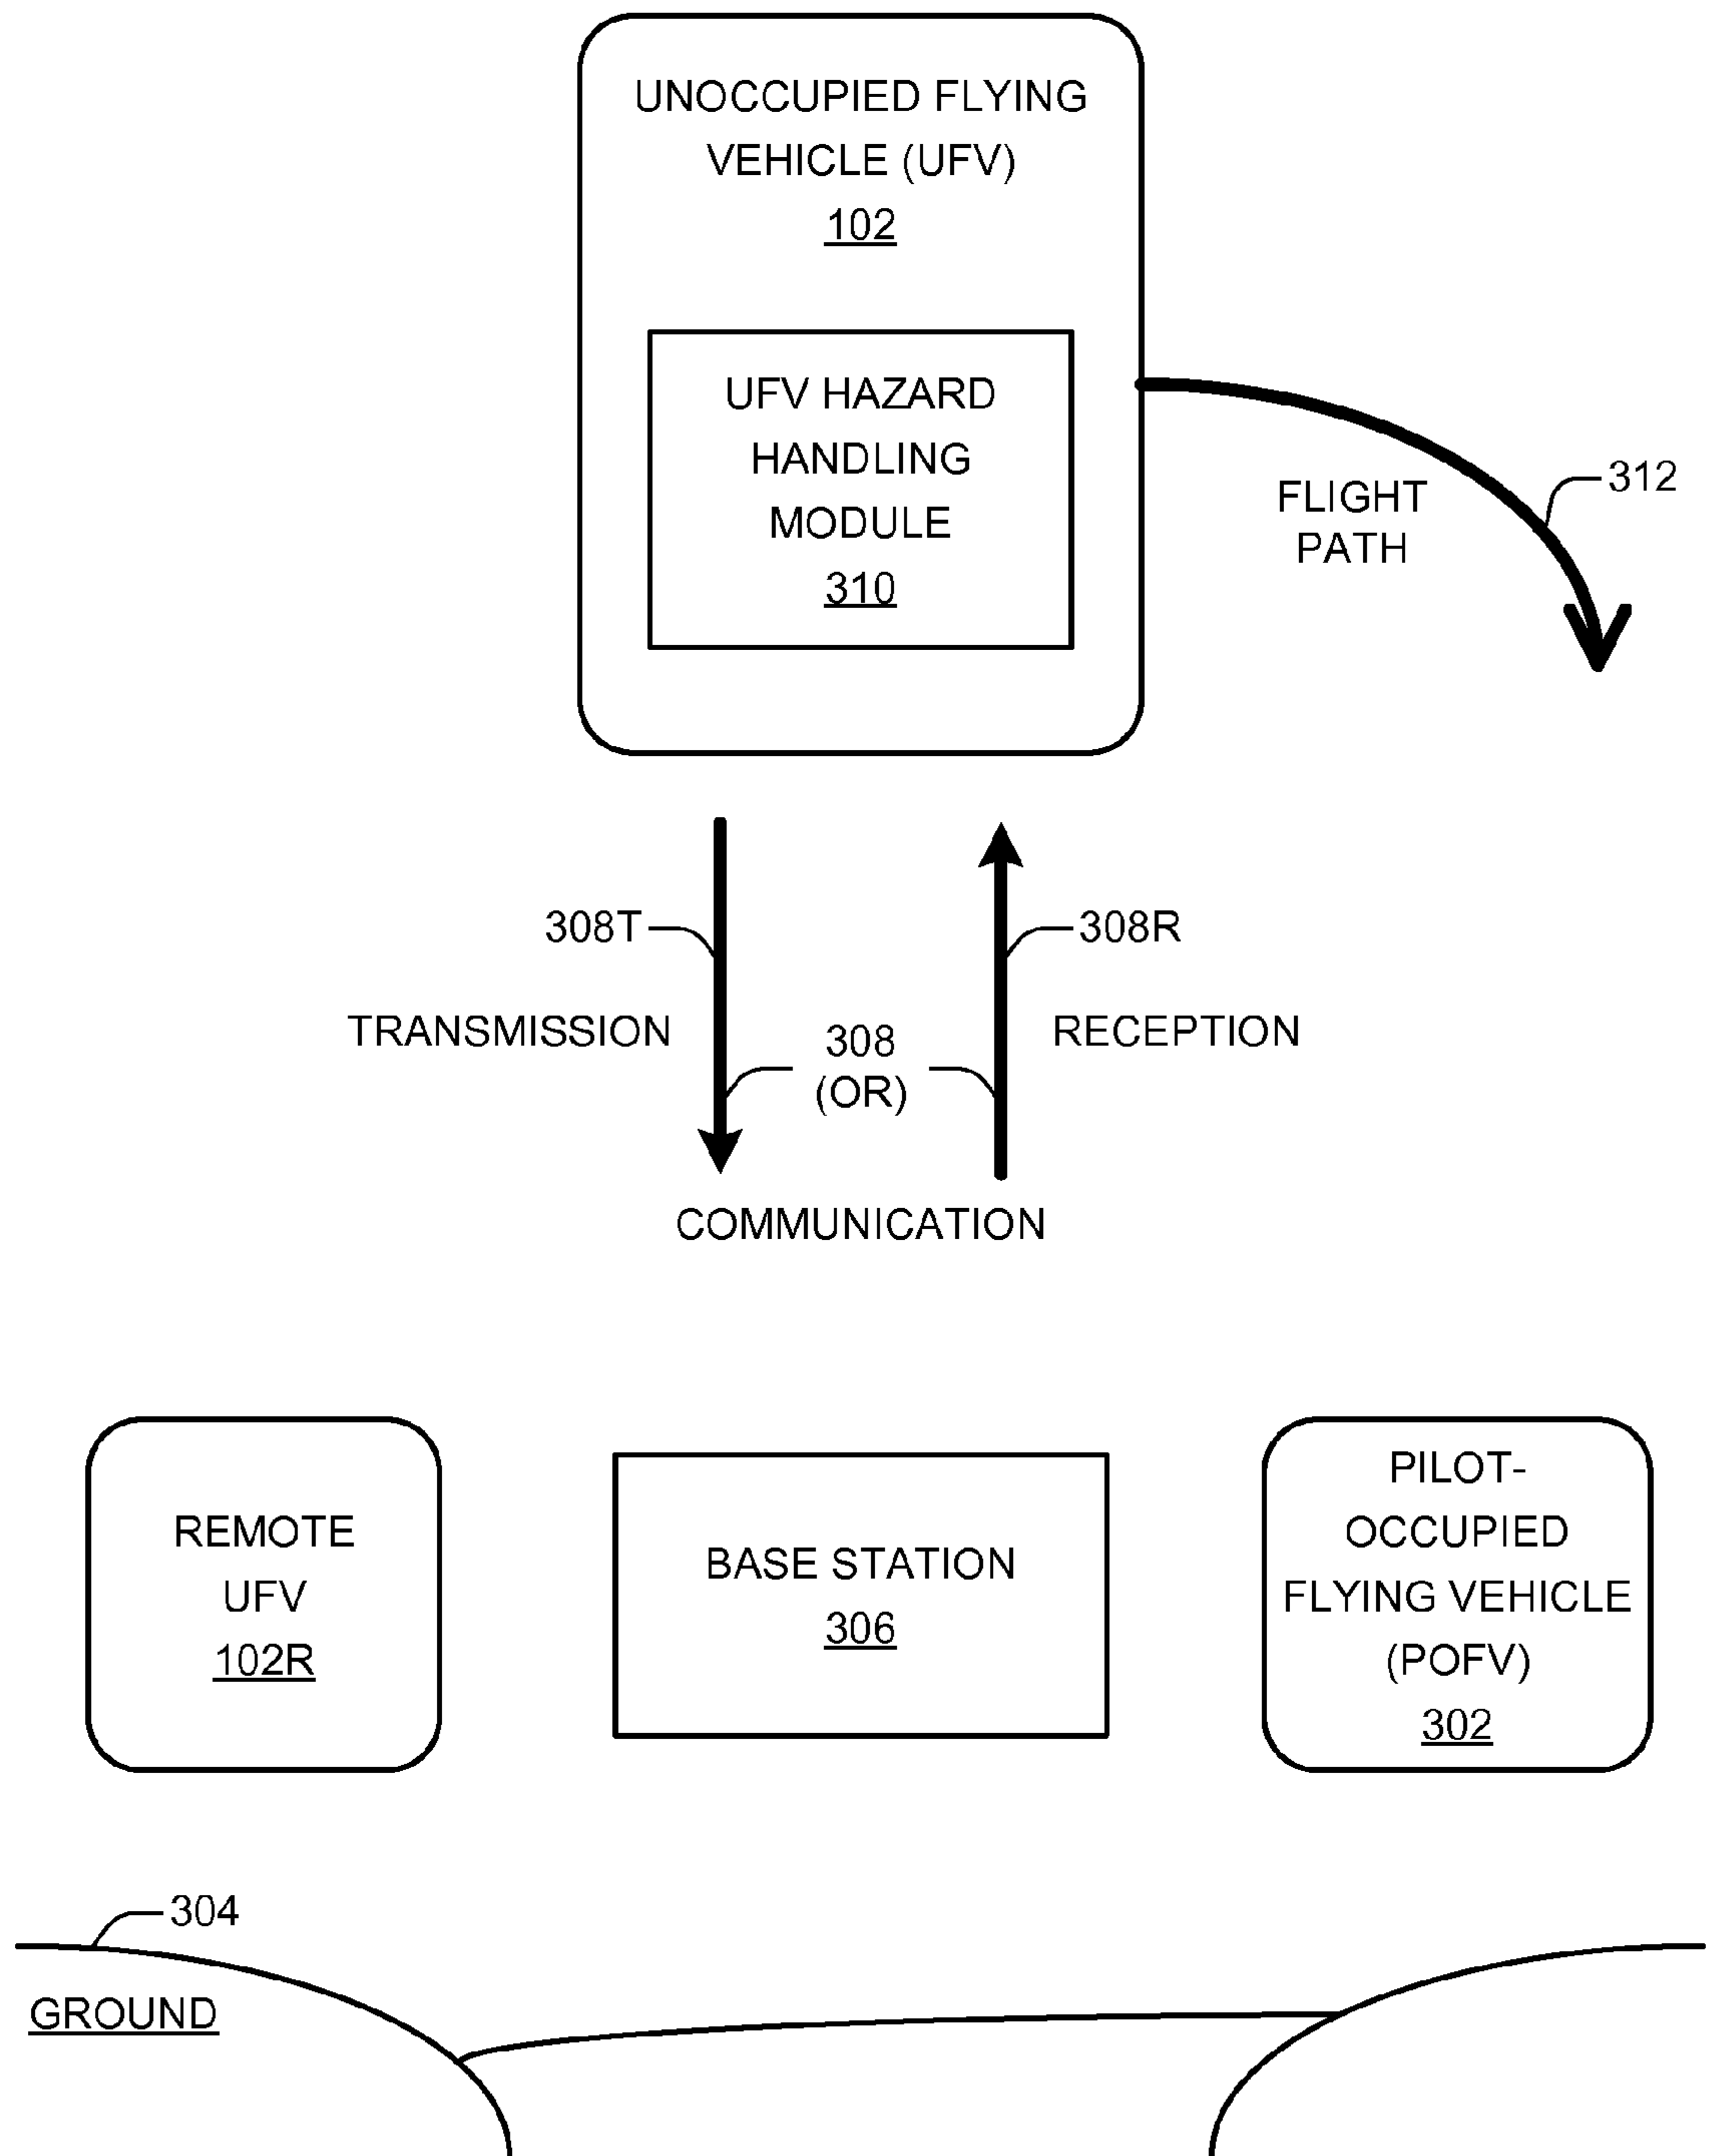 UNOCCUPIED FLYING
VEHICLE (UFV)
102
UFV HAZARD
HANDLING
MODULE
310
312
FLIGHT
PATH
308T
308R
TRANSMISSION
308
(OR)
RECEPTION
COMMUNICATION
REMOTE
UFV
102R
BASE STATION
306
PILOT-
OCCUPIED
FLYING VEHICLE
(POFV)
302
304
GROUND